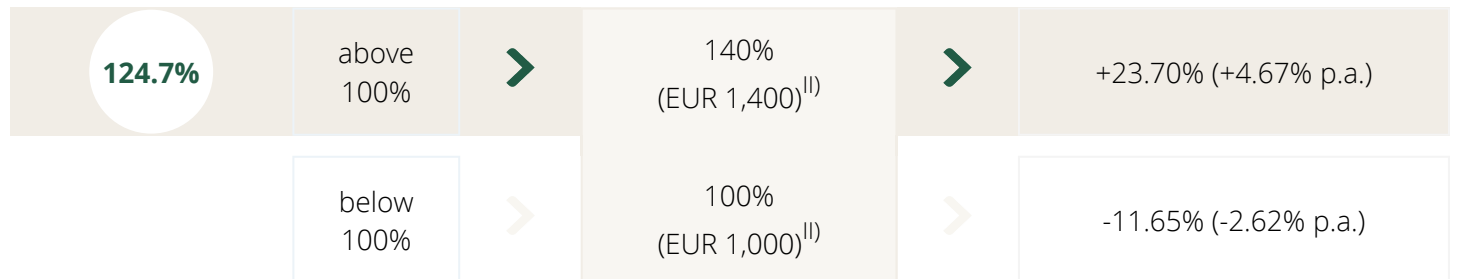 124.7%
above
100%
140%
(EUR 1,400)II)
+23.70% (+4.67% p.a.)
below
100%
100%
(EUR 1,000)II)
-11.65% (-2.62% p.a.)